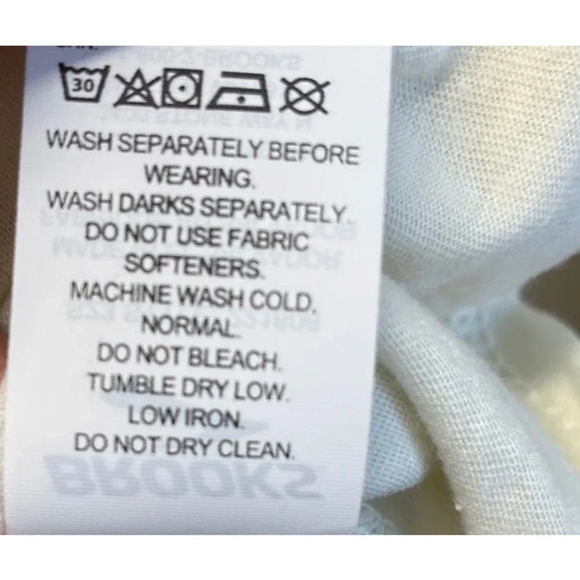 30
WASH SEPARATELY BEFORE
WEARING.
WASH DARKS SEPARATELY.
DO NOT USE FABRIC
SOFTENERS.
MACHINE WASH COLD,
NORMAL.
DO NOT BLEACH.
TUMBLE DRY LOW.
LOW IRON.
DO NOT DRY CLEAN.
BROOKS